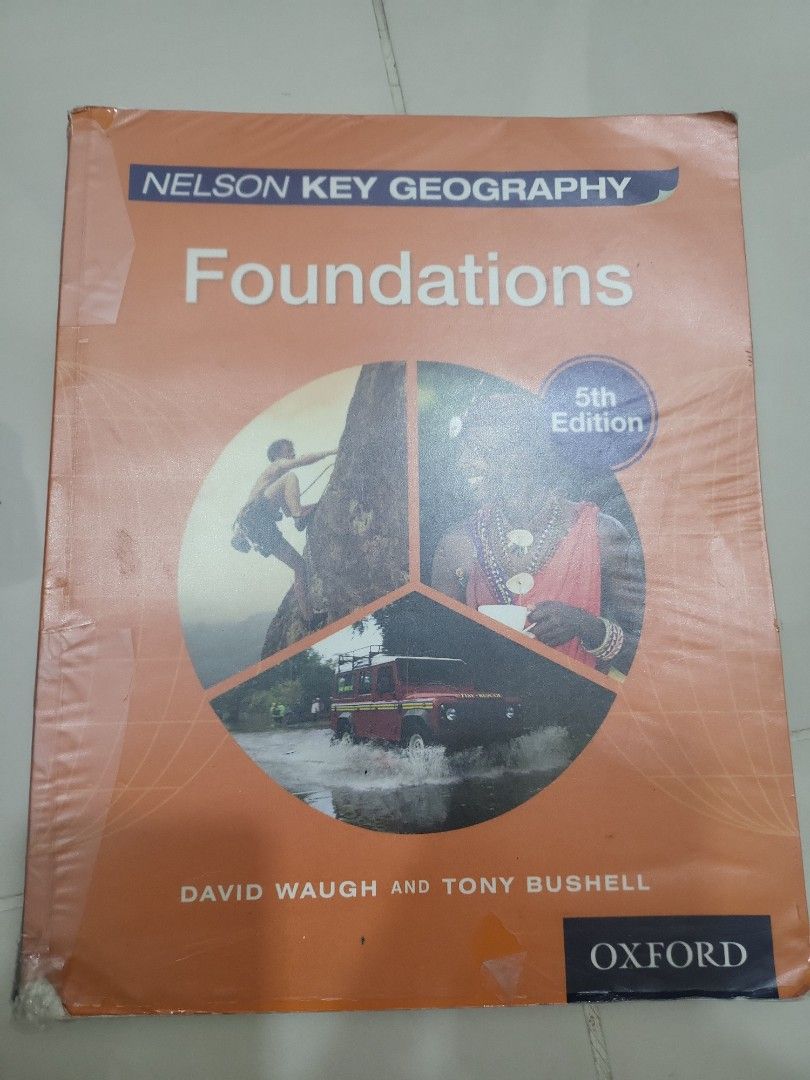 NELSON KEY GEOGRAPHY
Foundations
5th
Edition
DAVID WAUGH AND TONY BUSHELL
OXFORD